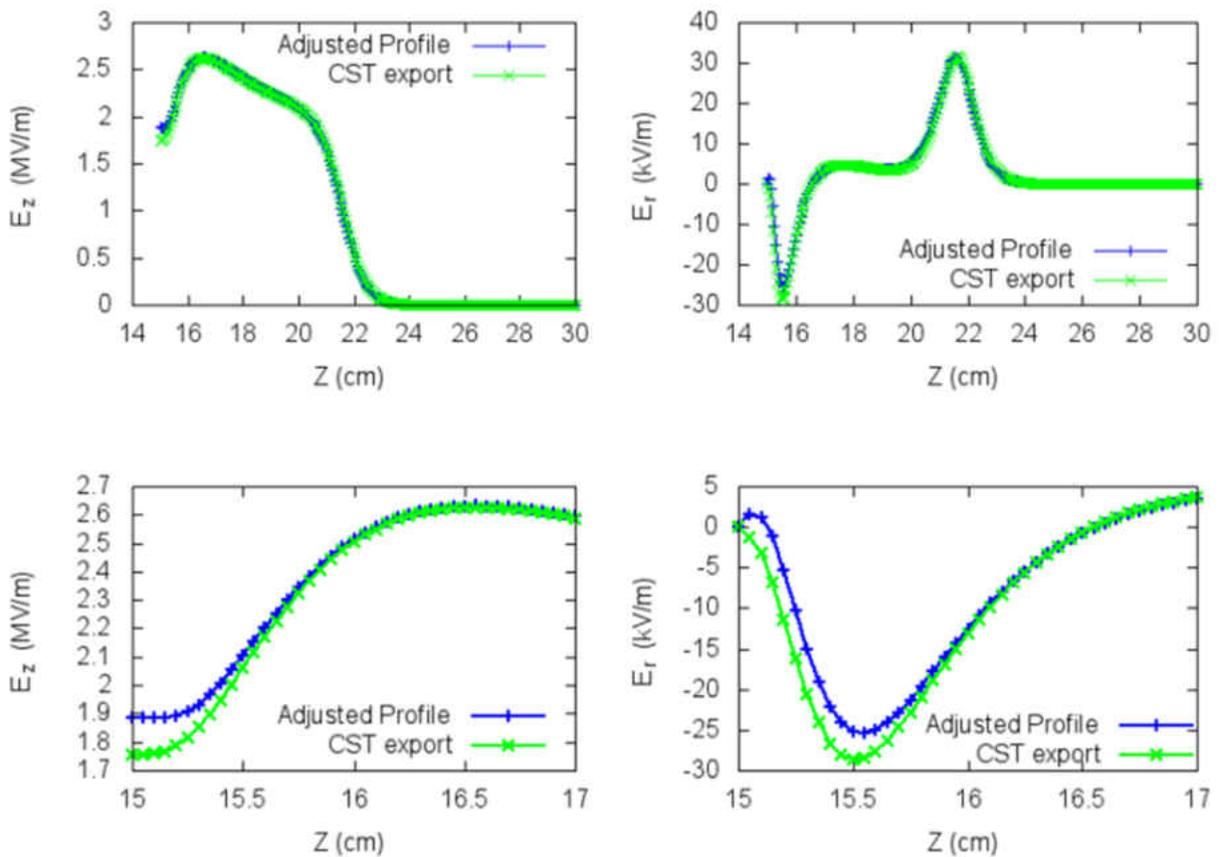 3
2.5
2
1.5
1
0.5
0
E_z (MV/m)
Adjusted Profile
CST export
14 16 18 20 22 24 26 28 30
Z (cm)
40
30
20
10
0
-10
-20
-30
E_r (kV/m)
Adjusted Profile
CST export
14 16 18 20 22 24 26 28 30
Z (cm)
2.7
2.6
2.5
2.4
2.3
2.2
2.1
2
1.9
1.8
1.7
E_z (MV/m)
Adjusted Profile
CST export
15 15.5 16 16.5 17
Z (cm)
5
0
-5
-10
-15
-20
-25
-30
E_r (kV/m)
Adjusted Profile
CST export
15 15.5 16 16.5 17
Z (cm)